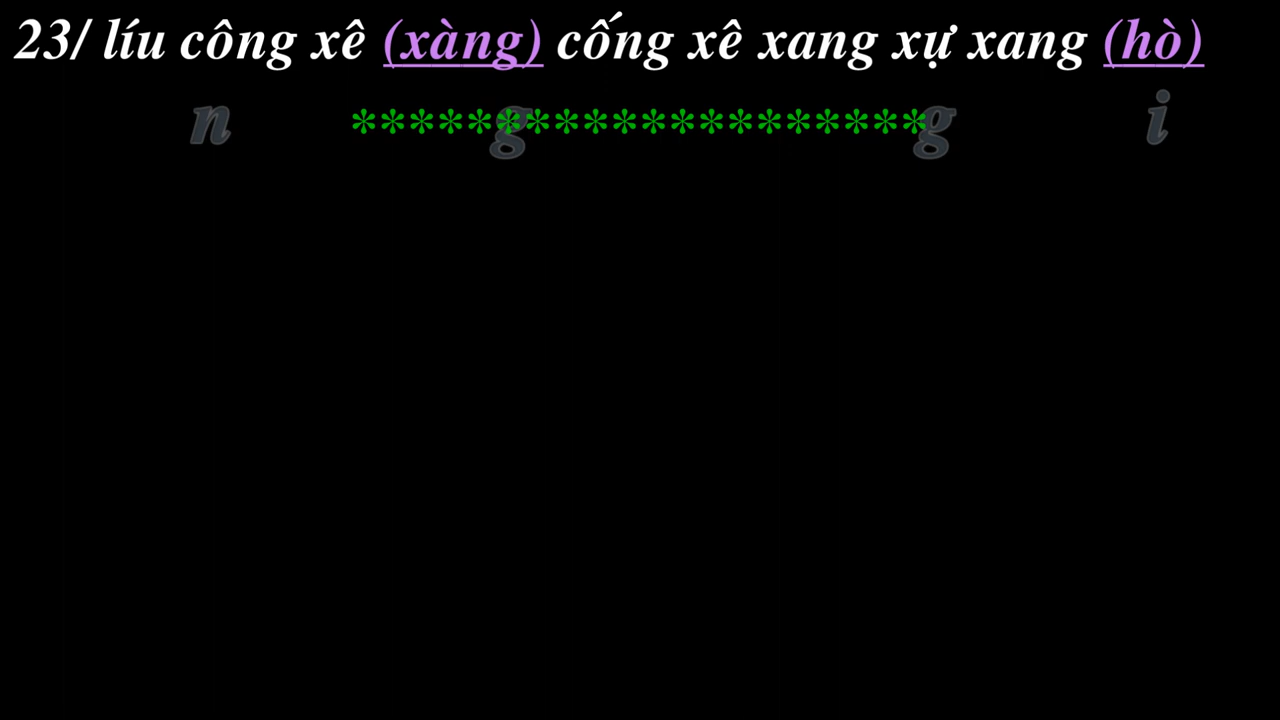 23/ líu công xê (xàng) cống xê xang xự xang (hò)
********************
n g g i